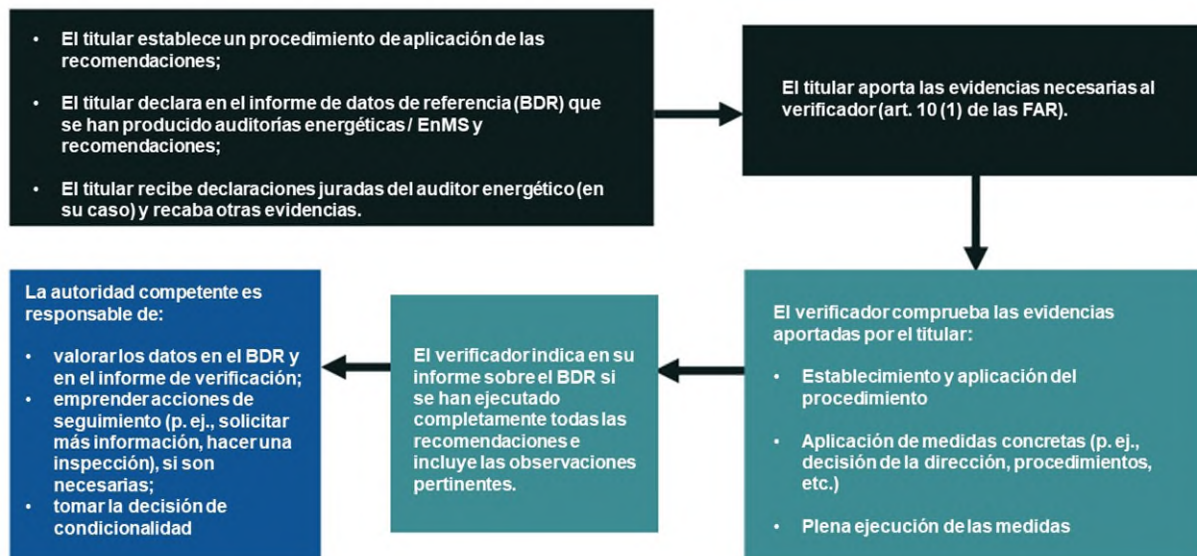 • El titular establece un procedimiento de aplicación de las
recomendaciones;
• El titular declara en el informe de datos de referencia (BDR) que
se han producido auditorías energéticas / EnMS y
recomendaciones;
• El titular recibe declaraciones juradas del auditor energético (en
su caso) y recaba otras evidencias.
El titular aporta las evidencias necesarias al
verificador (art. 10 (1) de las FAR).
El verificador comprueba las evidencias
aportadas por el titular:
• Establecimiento y aplicación del
procedimiento
• Aplicación de medidas concretas (p. ej.,
decisión de la dirección, procedimientos,
etc.)
• Plena ejecución de las medidas
El verificador indica en su
informe sobre el BDR si
se han ejecutado
completamente todas las
recomendaciones e
incluye las observaciones
pertinentes.
La autoridad competente es
responsable de:
• valorar los datos en el BDR y
en el informe de verificación;
• emprender acciones de
seguimiento (p. ej., solicitar
más información, hacer una
inspección), si son
necesarias;
• tomar la decisión de
condicionalidad